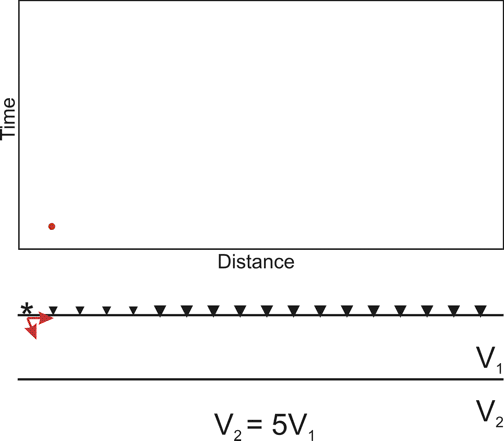 Time
Distance
*
V₁
V₂
V₂ = 5V₁